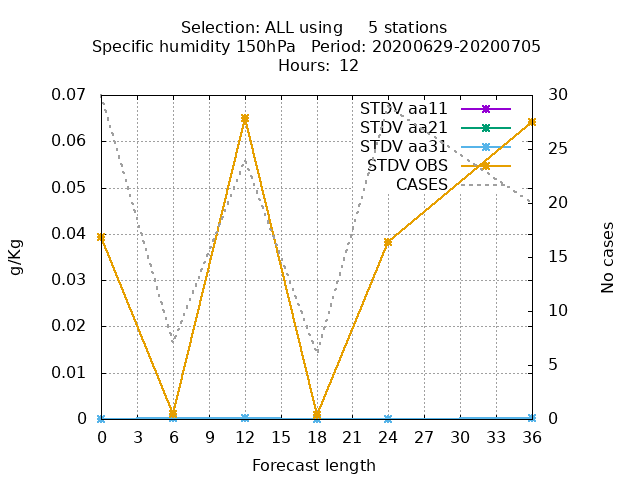 Selection: ALL using     5 stations
Specific humidity 150hPa   Period: 20200629-20200705
Hours:  12
0.07
0.06
0.05
0.04
0.03
0.02
0.01
0
g/Kg
STDV aa11
STDV aa21
STDV aa31
STDV OBS
CASES
30
25
20
15
10
5
0
No cases
0 3 6 9 12 15 18 21 24 27 30 33 36
Forecast length